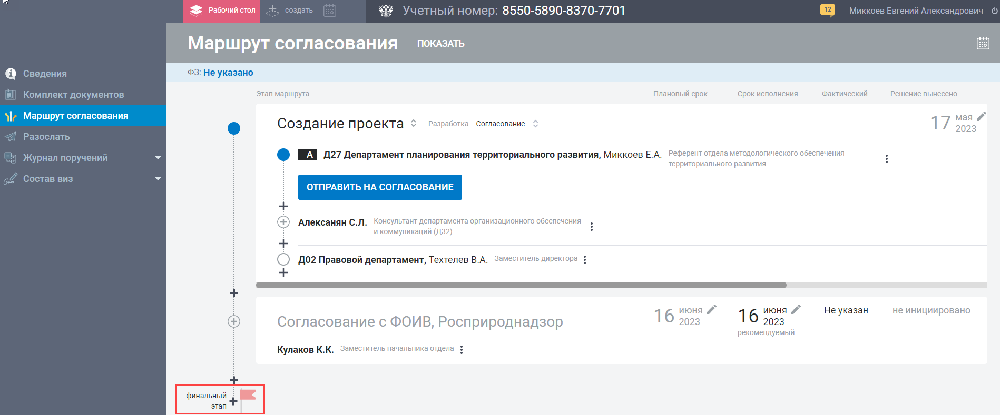 Рабочий стол
создать
Учетный номер: 8550-5890-8370-7701
12
Миккоев Евгений Александрович
Маршрут согласования
ПОКАЗАТЬ
ФЗ: Не указано
Сведения
Комплект документов
Маршрут согласования
Разослать
Журнал поручений
Состав виз
Этап маршрута
Плановый срок
Срок исполнения
Фактический
Решение вынесено
Создание проекта
Разработка - Согласование
17 мая 2023
А
Д27 Департамент планирования территориального развития, Миккоев Е.А.
Референт отдела методологического обеспечения
территориального развития
ОТПРАВИТЬ НА СОГЛАСОВАНИЕ
Алексанян С.Л.
Консультант департамента организационного обеспечения
и коммуникаций (Д32)
Д02 Правовой департамент, Техтелев В.А.
Заместитель директора
Согласование с ФОИВ, Росприроднадзор
16 июня 2023
16 июня 2023
рекомендуемый
Не указан
не инициировано
Кулаков К.К.
Заместитель начальника отдела
финальный
этап